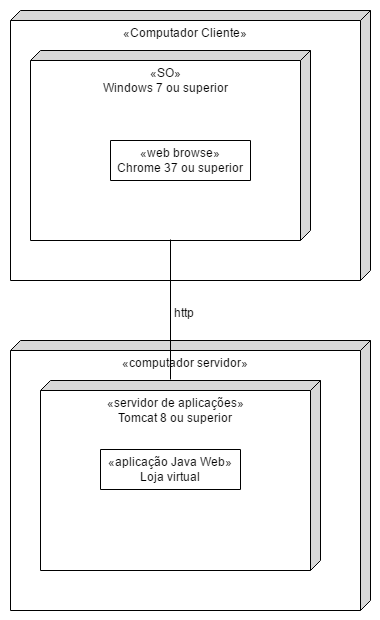 «Computador Cliente»
«SO»
Windows 7 ou superior
«web browse»
Chrome 37 ou superior
http
«computador servidor»
«servidor de aplicações»
Tomcat 8 ou superior
«aplicação Java Web»
Loja virtual